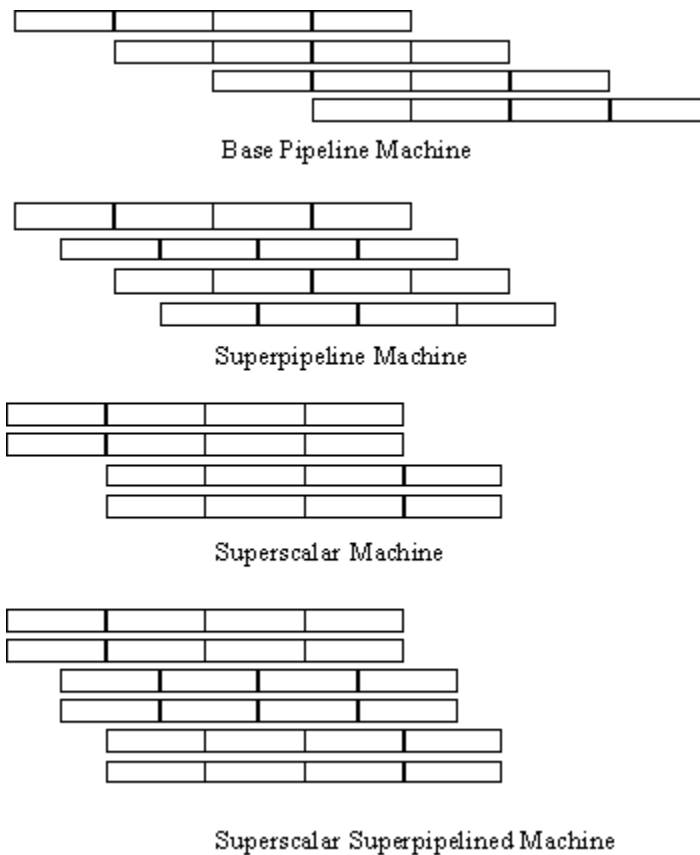 Base Pipeline Machine
Superpipeline Machine
Superscalar Machine
Superscalar Superpipelined Machine